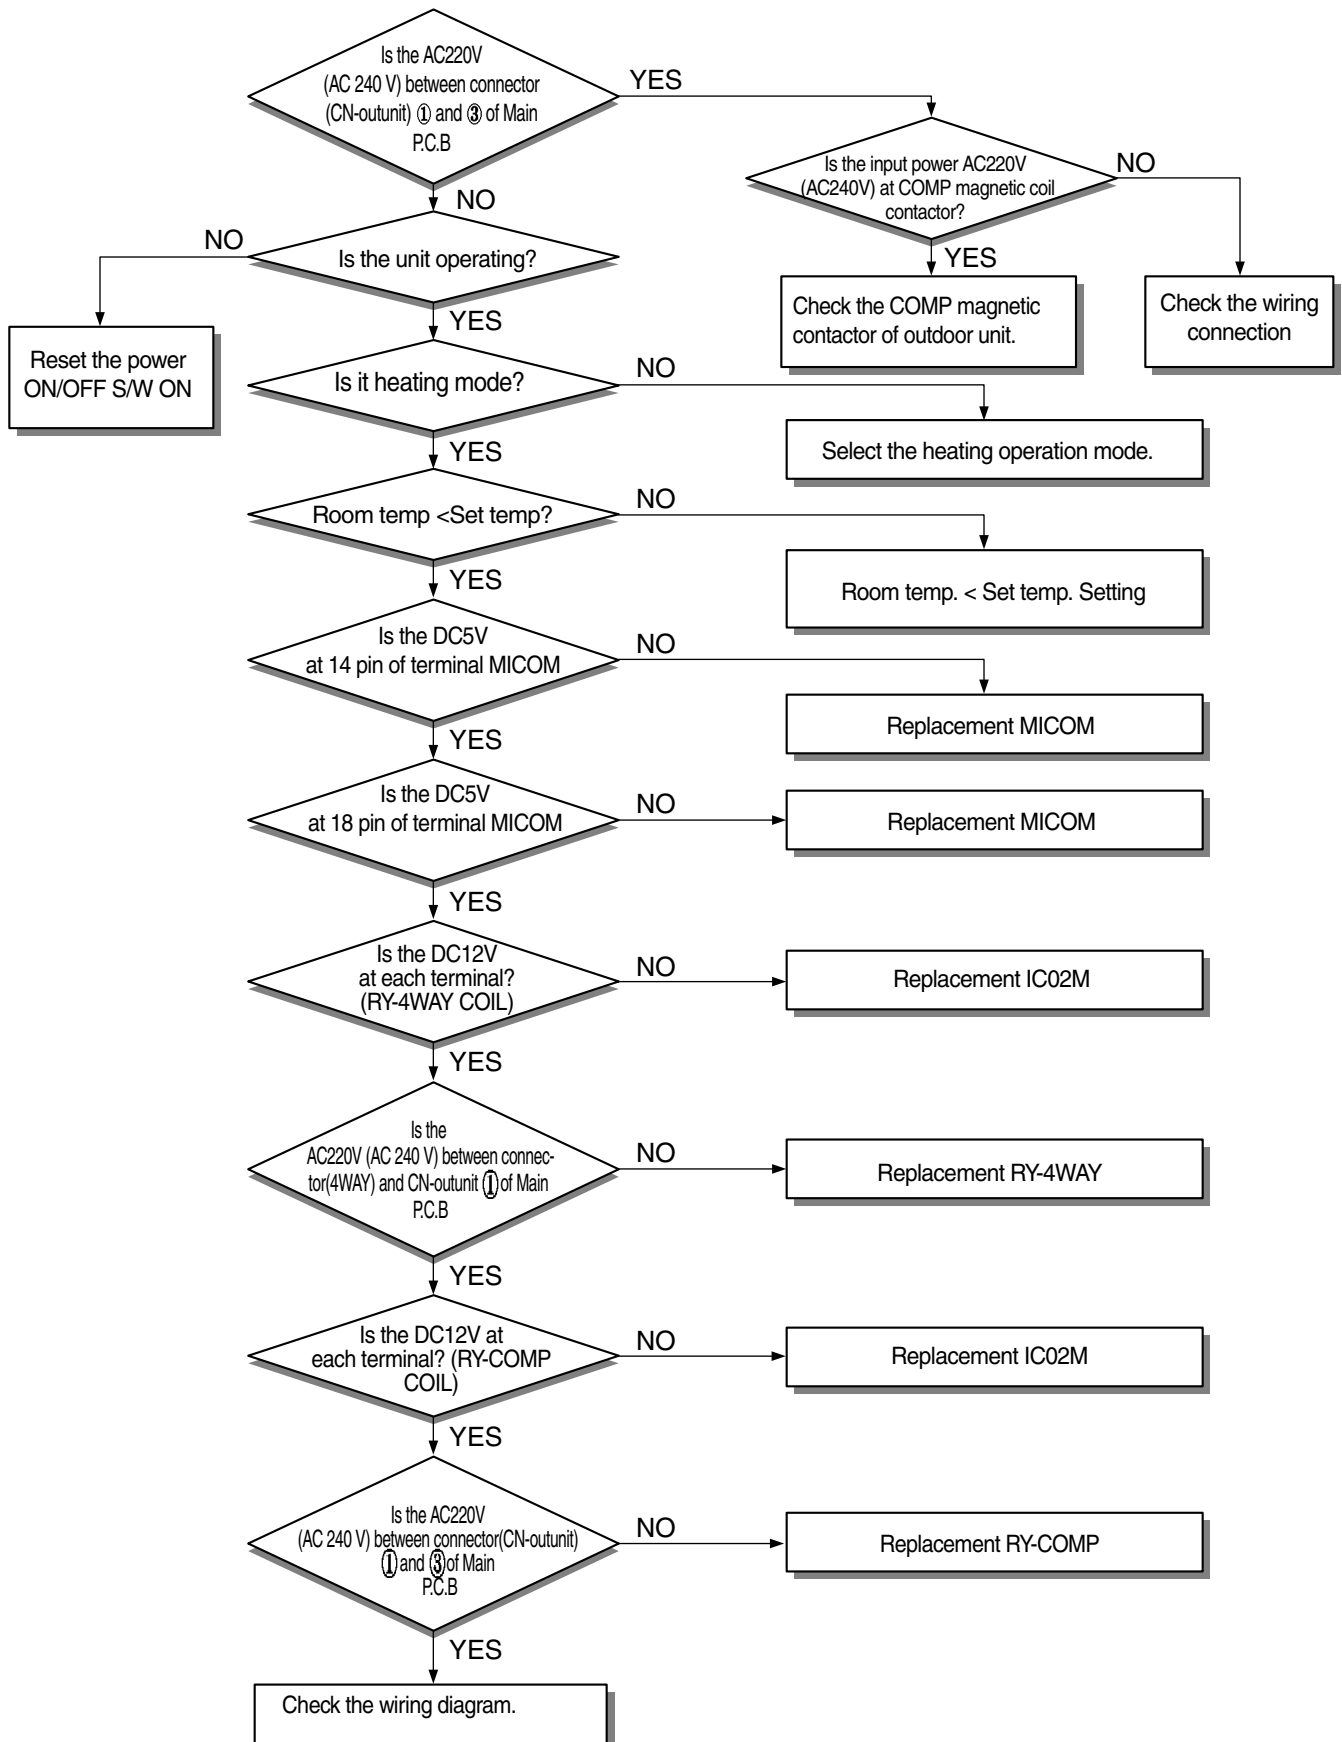 Is the AC220V
(AC 240 V) between connector
(CN-outunit) ① and ③ of Main
P.C.B
YES
Is the input power AC220V
(AC240V) at COMP magnetic coil
contactor?
NO
NO
NO
Is the unit operating?
YES
YES
Check the COMP magnetic
contactor of outdoor unit.
Check the wiring
connection
Reset the power
ON/OFF S/W ON
Is it heating mode?
NO
YES
Select the heating operation mode.
Room temp <Set temp?
NO
YES
Room temp. < Set temp. Setting
Is the DC5V
at 14 pin of terminal MICOM
NO
YES
Replacement MICOM
Is the DC5V
at 18 pin of terminal MICOM
NO
Replacement MICOM
YES
Is the DC12V
at each terminal?
(RY-4WAY COIL)
NO
Replacement IC02M
YES
Is the
AC220V (AC 240 V) between connec-
tor(4WAY) and CN-outunit ① of Main
P.C.B
NO
Replacement RY-4WAY
YES
Is the DC12V at
each terminal? (RY-COMP
COIL)
NO
Replacement IC02M
YES
Is the AC220V
(AC 240 V) between connector(CN-outunit)
① and ③ of Main
P.C.B
NO
Replacement RY-COMP
YES
Check the wiring diagram.